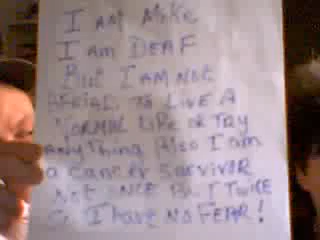 I AM MIKE
I AM DEAF
But I AM NOT
AFRIAD TO LIVE A
NORMAL LIFE OR TRY
ANYThING Also I am
a cancer SURVIVOR
Not ONCE BUT TWICE
So I have No FEAR!